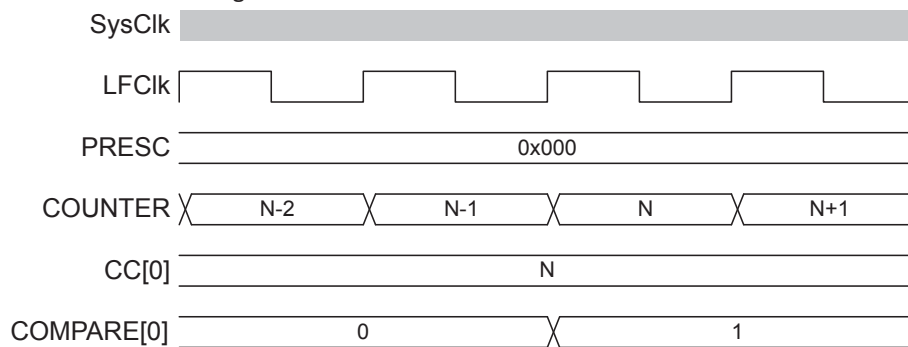 SysClk
LFClk
PRESC 0x000
COUNTER N-2 N-1 N N+1
CC[0] N
COMPARE[0] 0 1